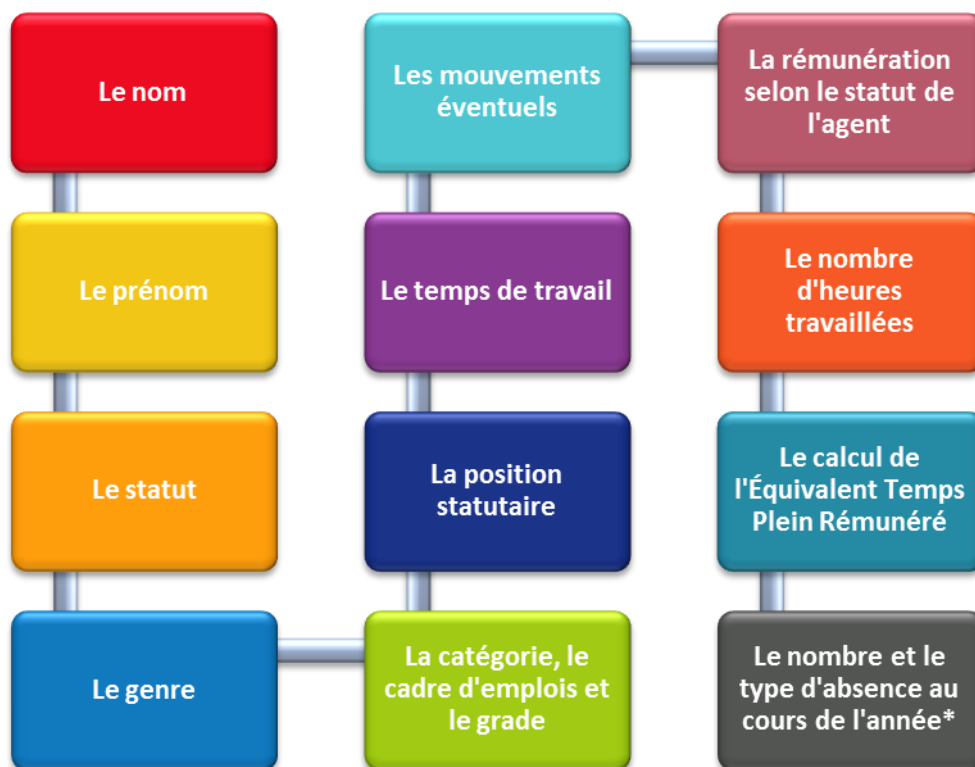 Le nom
Le prénom
Le statut
Le genre
La catégorie, le
cadre d'emplois et
le grade
La position
statutaire
Le temps de travail
Les mouvements
éventuels
La rémunération
selon le statut de
l'agent
Le nombre
d'heures
travaillées
Le calcul de
l'Équivalent Temps
Plein Rémunéré
Le nombre et le
type d'absence au
cours de l'année*